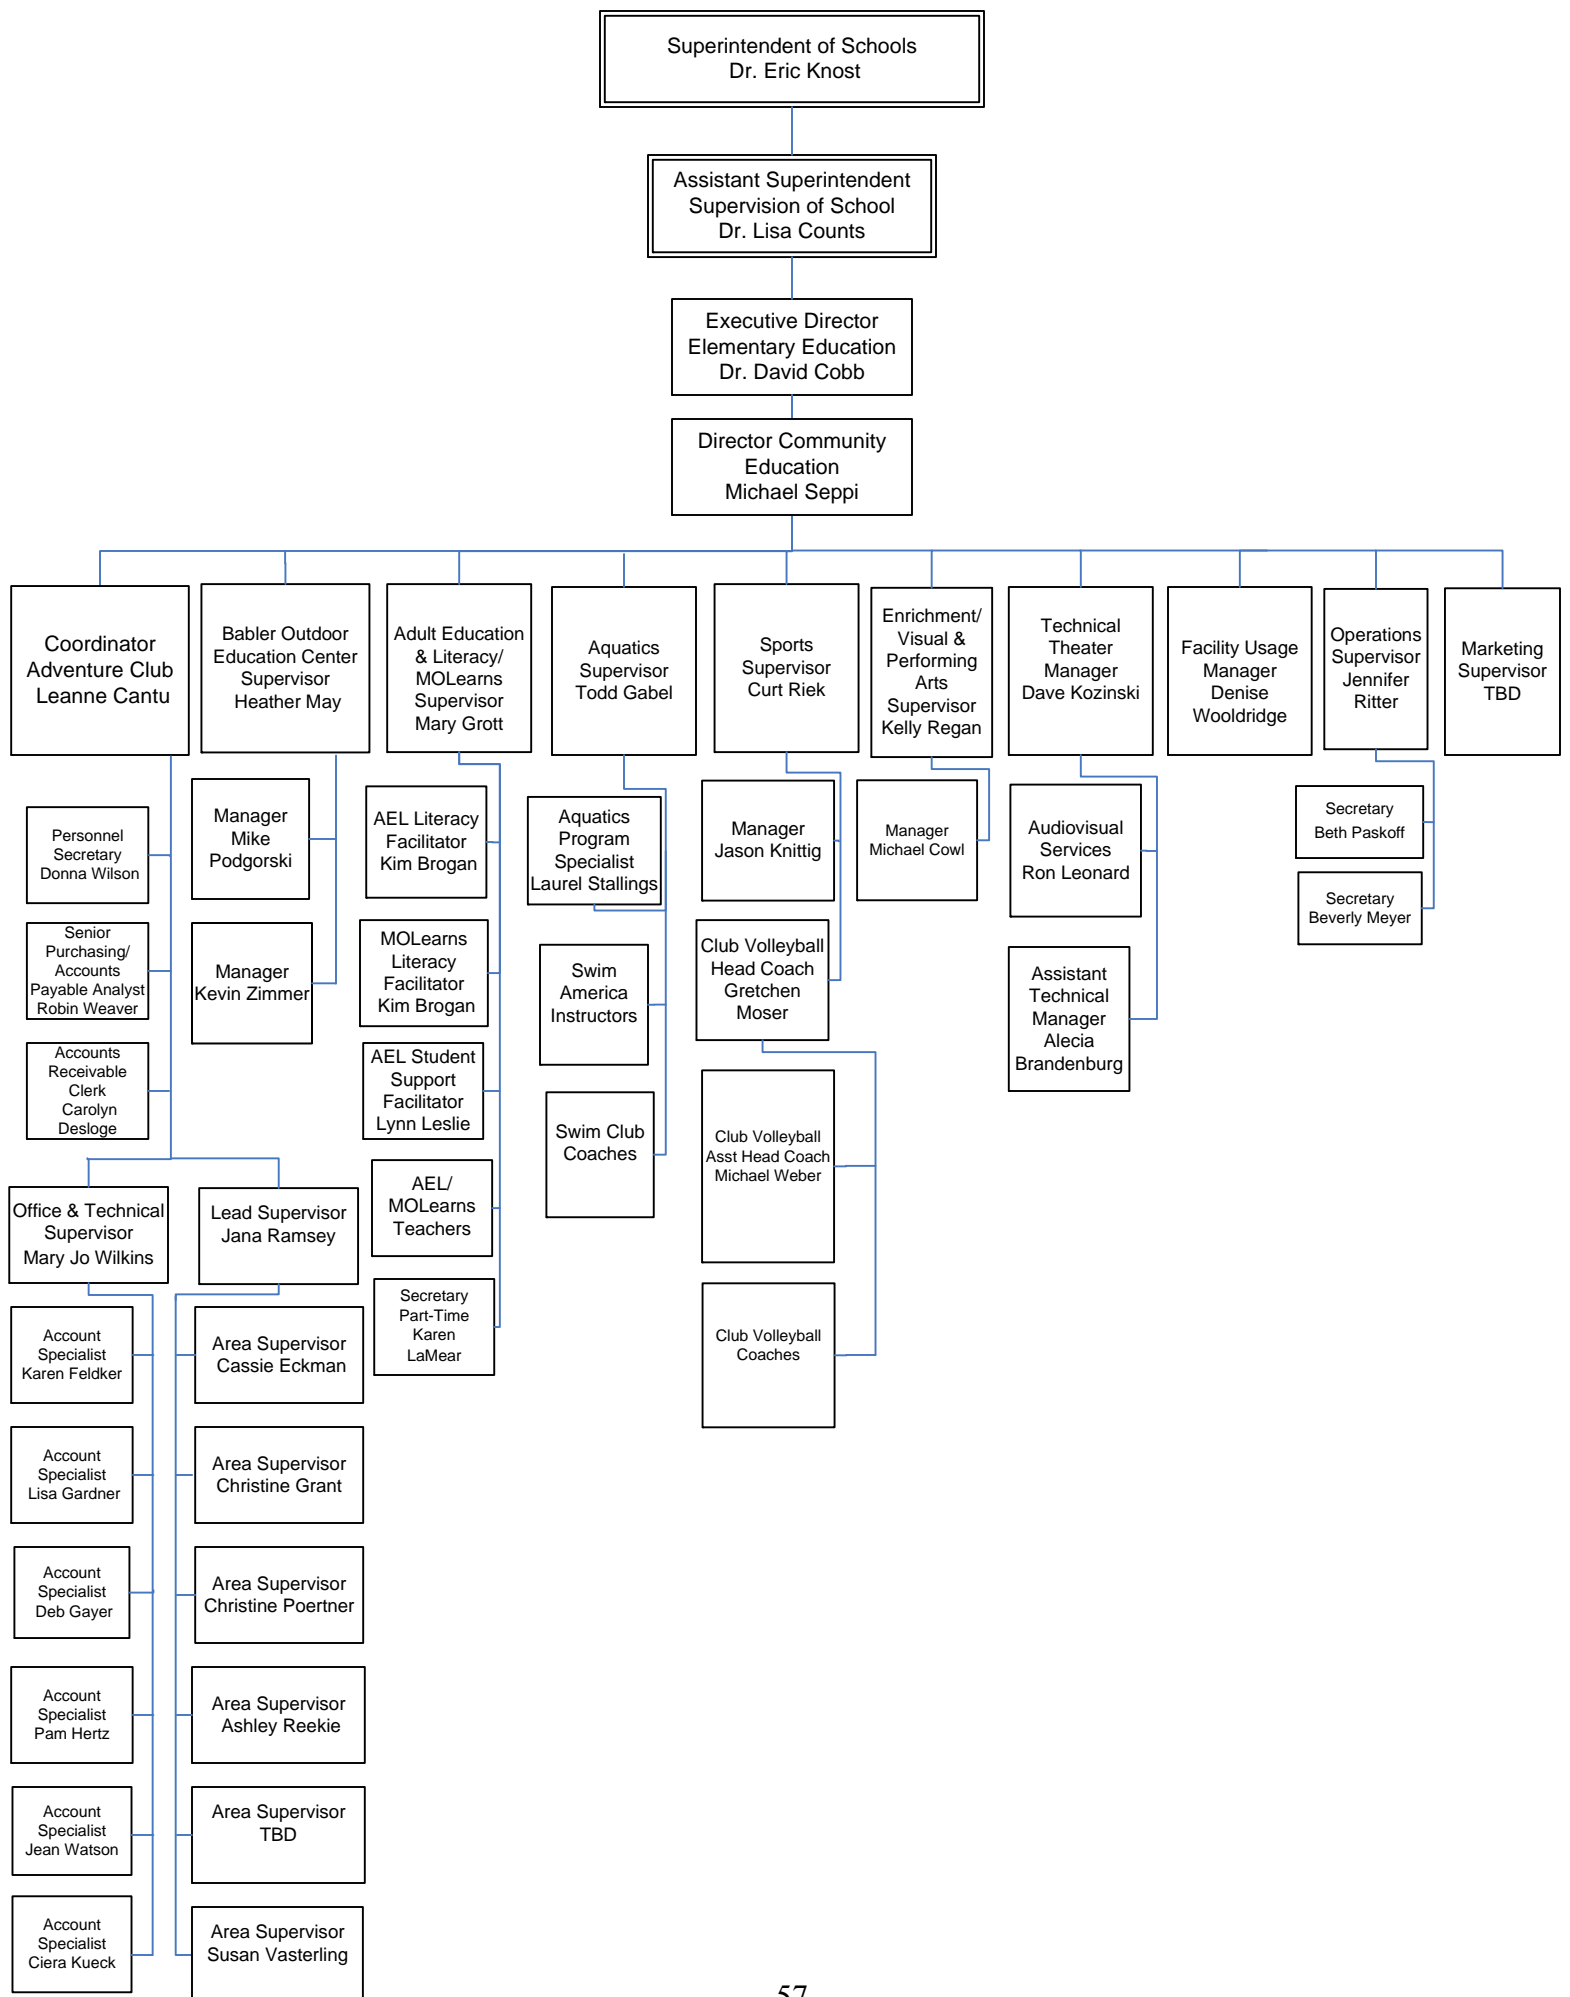 Superintendent of Schools
Dr. Eric Knost
Assistant Superintendent
Supervision of School
Dr. Lisa Counts
Executive Director
Elementary Education
Dr. David Cobb
Director Community
Education
Michael Seppi
Coordinator
Adventure Club
Leanne Cantu
Babler Outdoor
Education Center
Supervisor
Heather May
Adult Education
& Literacy/
MOLearns
Supervisor
Mary Grott
Aquatics
Supervisor
Todd Gabel
Sports
Supervisor
Curt Riek
Enrichment/
Visual &
Performing
Arts
Supervisor
Kelly Regan
Technical
Theater
Manager
Dave Kozinski
Facility Usage
Manager
Denise
Wooldridge
Operations
Supervisor
Jennifer
Ritter
Marketing
Supervisor
TBD
Personnel
Secretary
Donna Wilson
Senior
Purchasing/
Accounts
Payable Analyst
Robin Weaver
Accounts
Receivable
Clerk
Carolyn
Desloge
Office & Technical
Supervisor
Mary Jo Wilkins
Account
Specialist
Karen Feldker
Account
Specialist
Lisa Gardner
Account
Specialist
Deb Gayer
Account
Specialist
Pam Hertz
Account
Specialist
Jean Watson
Account
Specialist
Ciera Kueck
Lead Supervisor
Jana Ramsey
Area Supervisor
Cassie Eckman
Area Supervisor
Christine Grant
Area Supervisor
Christine Poertner
Area Supervisor
Ashley Reekie
Area Supervisor
TBD
Area Supervisor
Susan Vasterling
Manager
Mike
Podgorski
Manager
Kevin Zimmer
AEL Literacy
Facilitator
Kim Brogan
MOLearns
Literacy
Facilitator
Kim Brogan
AEL Student
Support
Facilitator
Lynn Leslie
AEL/
MOLearns
Teachers
Secretary
Part-Time
Karen
LaMear
Aquatics
Program
Specialist
Laurel Stallings
Swim
America
Instructors
Swim Club
Coaches
Manager
Jason Knittig
Club Volleyball
Head Coach
Gretchen
Moser
Club Volleyball
Asst Head Coach
Michael Weber
Club Volleyball
Coaches
Manager
Michael Cowl
Audiovisual
Services
Ron Leonard
Assistant
Technical
Manager
Alecia
Brandenburg
Secretary
Beth Paskoff
Secretary
Beverly Meyer
57